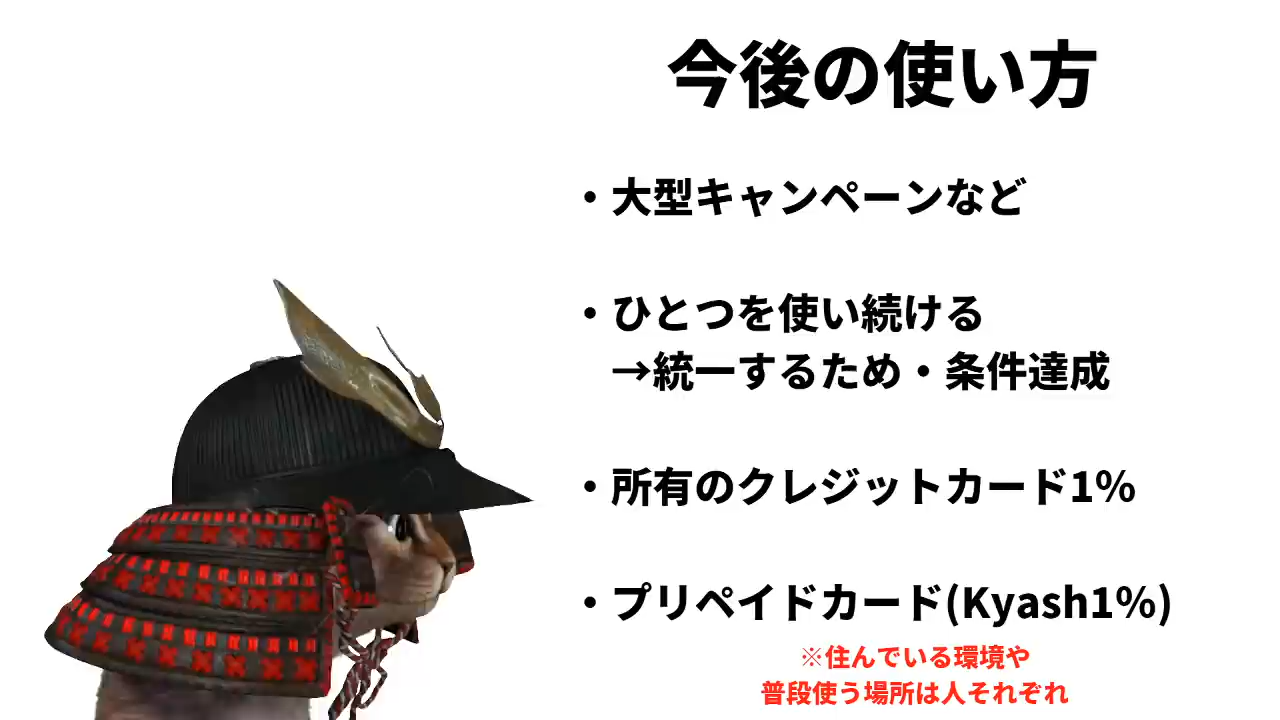 今後の使い方
・大型キャンペーンなど
・ひとつを使い続ける
→統一するため・条件達成
・所有のクレジットカード1%
・プリペイドカード(Kyash1%)
※住んでいる環境や
普段使う場所は人それぞれ